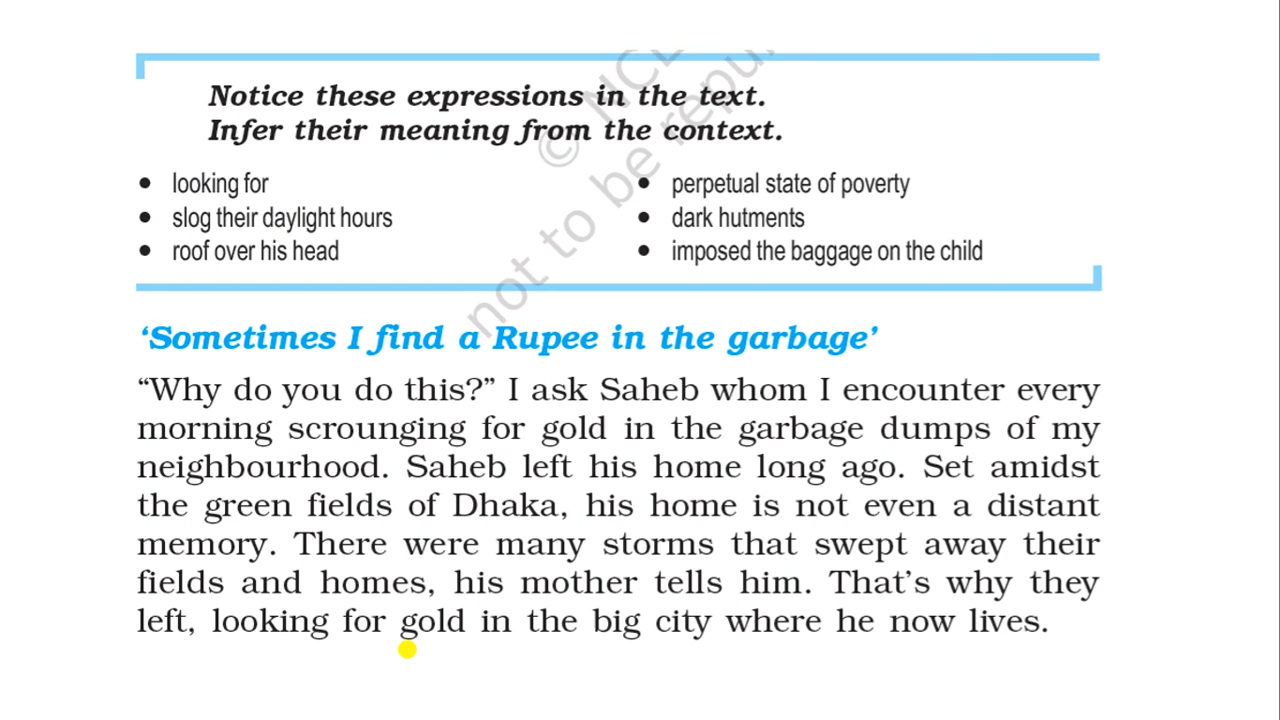 Notice these expressions in the text.
Infer their meaning from the context.
• looking for
• slog their daylight hours
• roof over his head
• perpetual state of poverty
• dark hutments
• imposed the baggage on the child
‘Sometimes I find a Rupee in the garbage’
“Why do you do this?” I ask Saheb whom I encounter every
morning scrounging for gold in the garbage dumps of my
neighbourhood. Saheb left his home long ago. Set amidst
the green fields of Dhaka, his home is not even a distant
memory. There were many storms that swept away their
fields and homes, his mother tells him. That’s why they
left, looking for gold in the big city where he now lives.
© NCE
not to be repu